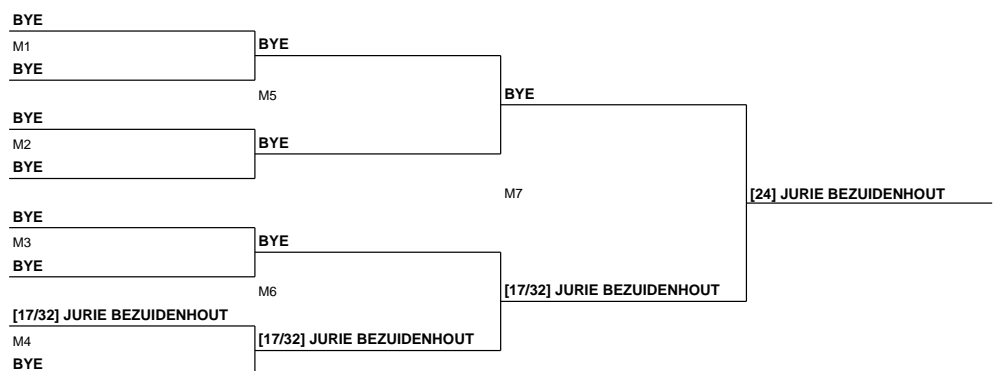 BYE
M1
BYE
BYE
M5
BYE
M2
BYE
BYE
BYE
M7
[24] JURIE BEZUIDENHOUT
BYE
M3
BYE
BYE
M6
[17/32] JURIE BEZUIDENHOUT
[17/32] JURIE BEZUIDENHOUT
M4
[17/32] JURIE BEZUIDENHOUT
BYE